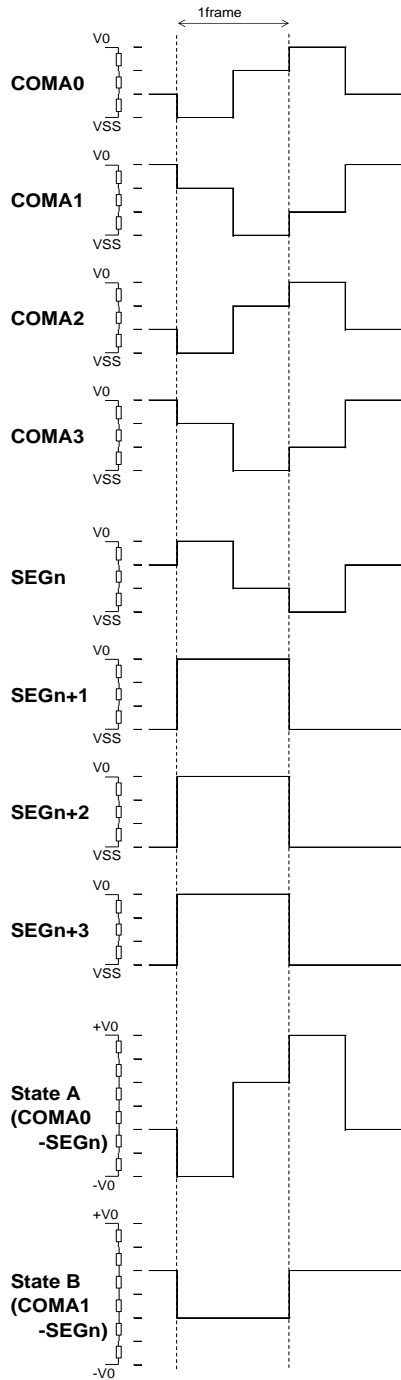 1frame
V0
COMA0
VSS
V0
COMA1
VSS
V0
COMA2
VSS
V0
COMA3
VSS
V0
SEGn
VSS
V0
SEGn+1
VSS
V0
SEGn+2
VSS
V0
SEGn+3
VSS
+V0
State A
(COMA0
-SEGn)
-V0
+V0
State B
(COMA1
-SEGn)
-V0